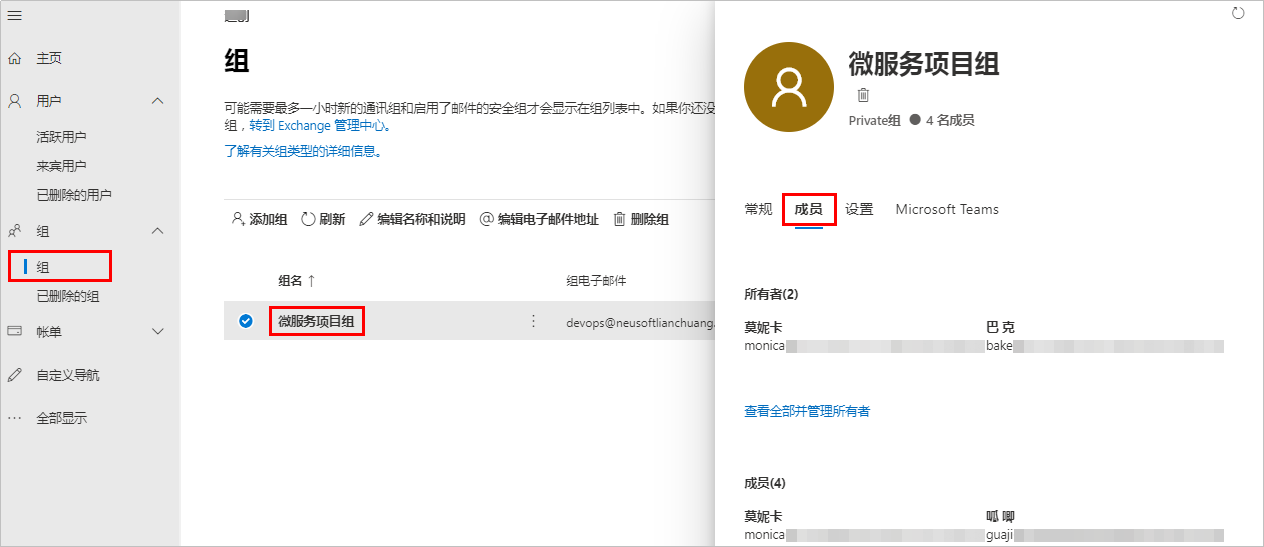 主页
用户
活跃用户
来宾用户
已删除的用户
组
组
已删除的组
帐单
自定义导航
全部显示
组
可能需要最多一小时新的通讯组和启用了邮件的安全组才会显示在组列表中。如果你还没
组，转到 Exchange 管理中心。
了解有关组类型的详细信息。
添加组 刷新 编辑名称和说明 编辑电子邮件地址 删除组
组名 ↑ 组电子邮件
微服务项目组 devops@neusoftlianchuang.
微服务项目组
Private组 ● 4 名成员
常规 成员 设置 Microsoft Teams
所有者(2)
莫妮卡 巴 克
monica bake
查看全部并管理所有者
成员(4)
莫妮卡 呱 唧
monica guaji